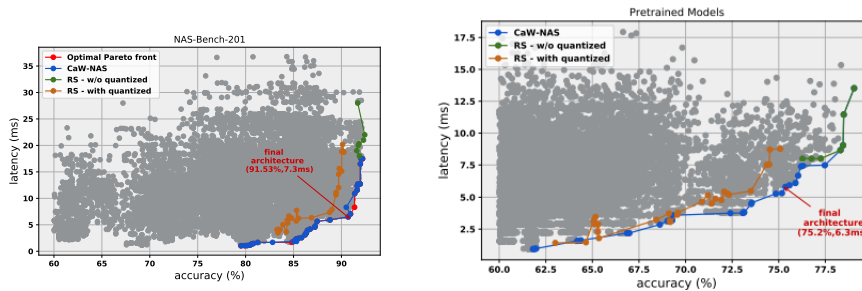 NAS-Bench-201
35
30
25
20
15
10
5
0
latency (ms)
60
65
70
75
80
85
90
accuracy (%)
Optimal Pareto front
CaW-NAS
RS - w/o quantized
RS - with quantized
final
architecture
(91.53%,7.3ms)
Pretrained Models
17.5
15.0
12.5
10.0
7.5
5.0
2.5
latency (ms)
60.0
62.5
65.0
67.5
70.0
72.5
75.0
77.5
accuracy (%)
CaW-NAS
RS - w/o quantized
RS - with quantized
final
architecture
(75.2%,6.3ms